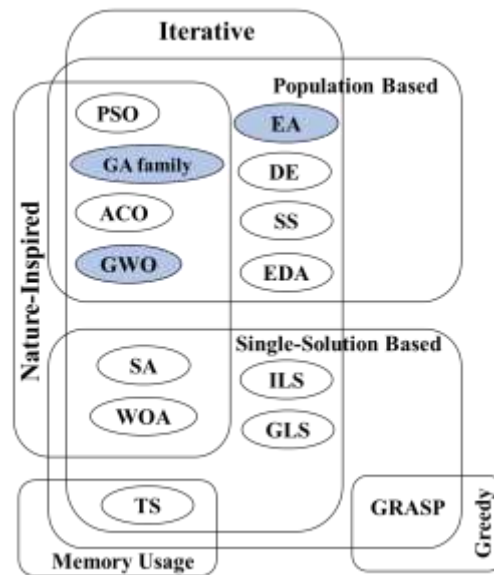 Iterative
Population Based
PSO
EA
GA family
DE
ACO
SS
GWO
EDA
Nature-Inspired
Single-Solution Based
SA
ILS
WOA
GLS
TS
GRASP
Greedy
Memory Usage